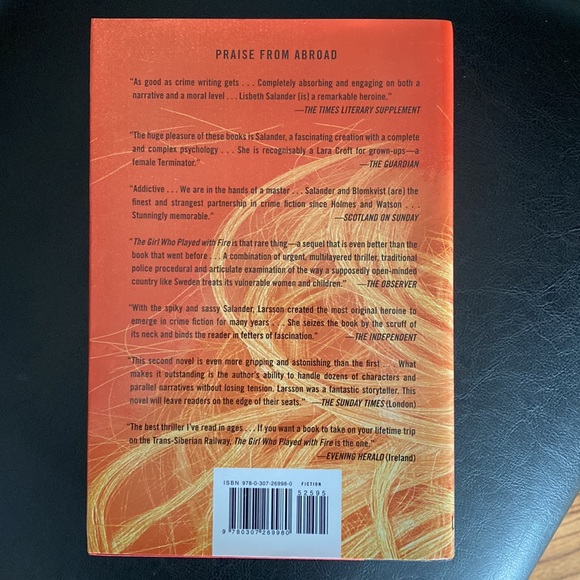 PRAISE FROM ABROAD
"As good as crime writing gets . . . Completely absorbing and engaging on both a
narrative and a moral level . . . Lisbeth Salander [is] a remarkable heroine."
—THE TIMES LITERARY SUPPLEMENT
"The huge pleasure of these books is Salander, a fascinating creation with a complete
and complex psychology . . . She is recognisably a Lara Croft for grown-ups—a
female Terminator." —THE GUARDIAN
"Addictive . . . We are in the hands of a master . . . Salander and Blomkvist [are] the
finest and strangest partnership in crime fiction since Holmes and Watson . . .
Stunningly memorable." —SCOTLAND ON SUNDAY
"The Girl Who Played with Fire is that rare thing—a sequel that is even better than the
book that went before . . . A combination of urgent, multilayered thriller, traditional
police procedural and articulate examination of the way a supposedly open-minded
country like Sweden treats its vulnerable women and children." —THE OBSERVER
"With the spiky and sassy Salander, Larsson created the most original heroine to
emerge in crime fiction for many years . . . She seizes the book by the scruff of
its neck and binds the reader in fetters of fascination." —THE INDEPENDENT
"This second novel is even more gripping and astonishing than the first . . . What
makes it outstanding is the author's ability to handle dozens of characters and
parallel narratives without losing tension. Larsson was a fantastic storyteller. This
novel will leave readers on the edge of their seats." —THE SUNDAY TIMES (London)
"The best thriller I've read in ages . . . If you want a book to take on your lifetime trip
on the Trans-Siberian Railway, The Girl Who Played with Fire is the one."
—EVENING HERALD (Ireland)
ISBN 978-0-307-26998-0 FICTION
52595
9 780307 269980